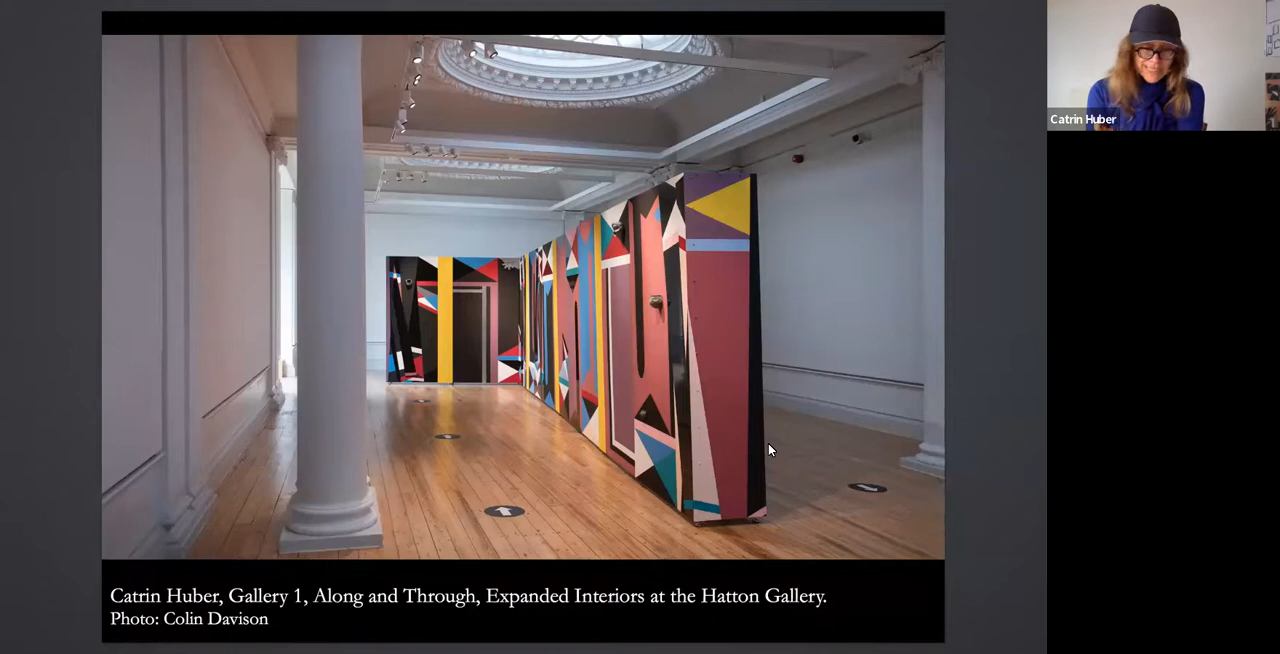 Catrin Huber
Catrin Huber, Gallery 1, Along and Through, Expanded Interiors at the Hatton Gallery.
Photo: Colin Davison